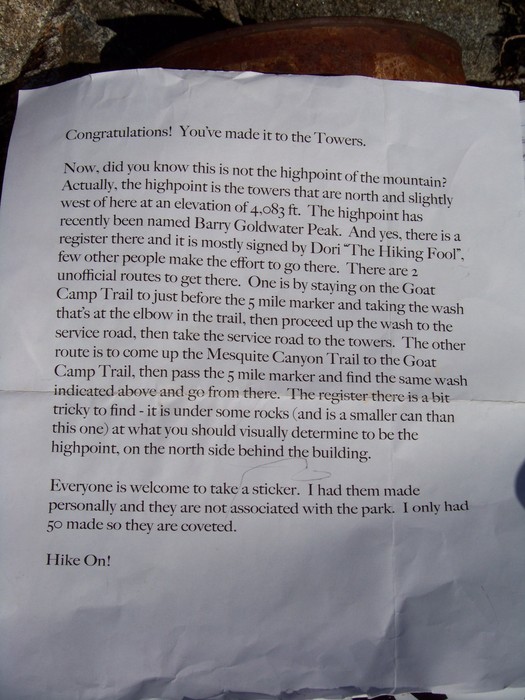 Congratulations! You've made it to the Towers.
Now, did you know this is not the highpoint of the mountain?
Actually, the highpoint is the towers that are north and slightly
west of here at an elevation of 4,083 ft. The highpoint has
recently been named Barry Goldwater Peak. And yes, there is a
register there and it is mostly signed by Dori "The Hiking Fool",
few other people make the effort to go there. There are 2
unofficial routes to get there. One is by staying on the Goat
Camp Trail to just before the 5 mile marker and taking the wash
that's at the elbow in the trail, then proceed up the wash to the
service road, then take the service road to the towers. The other
route is to come up the Mesquite Canyon Trail to the Goat
Camp Trail, then pass the 5 mile marker and find the same wash
indicated above and go from there. The register there is a bit
tricky to find - it is under some rocks (and is a smaller can than
this one) at what you should visually determine to be the
highpoint, on the north side behind the building.
Everyone is welcome to take a sticker. I had them made
personally and they are not associated with the park. I only had
50 made so they are coveted.
Hike On!